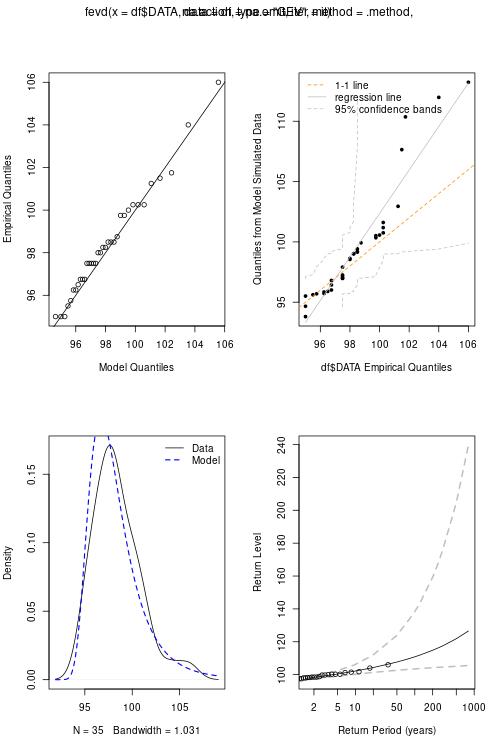 fevd(x = df$DATA,
method = .method,
106
104
102
100
98
96
Empirical Quantiles
96 98 100 102 104 106
Model Quantiles
1-1 line
regression line
95% confidence bands
110
105
100
95
Quantiles from Model Simulated Data
96 98 100 102 104 106
df$DATA Empirical Quantiles
Data
Model
0.15
0.10
0.05
0.00
Density
95 105
N = 35 Bandwidth = 1.031
240
220
200
180
160
140
120
100
Return Level
2 5 10 50 200 1000
Return Period (years)